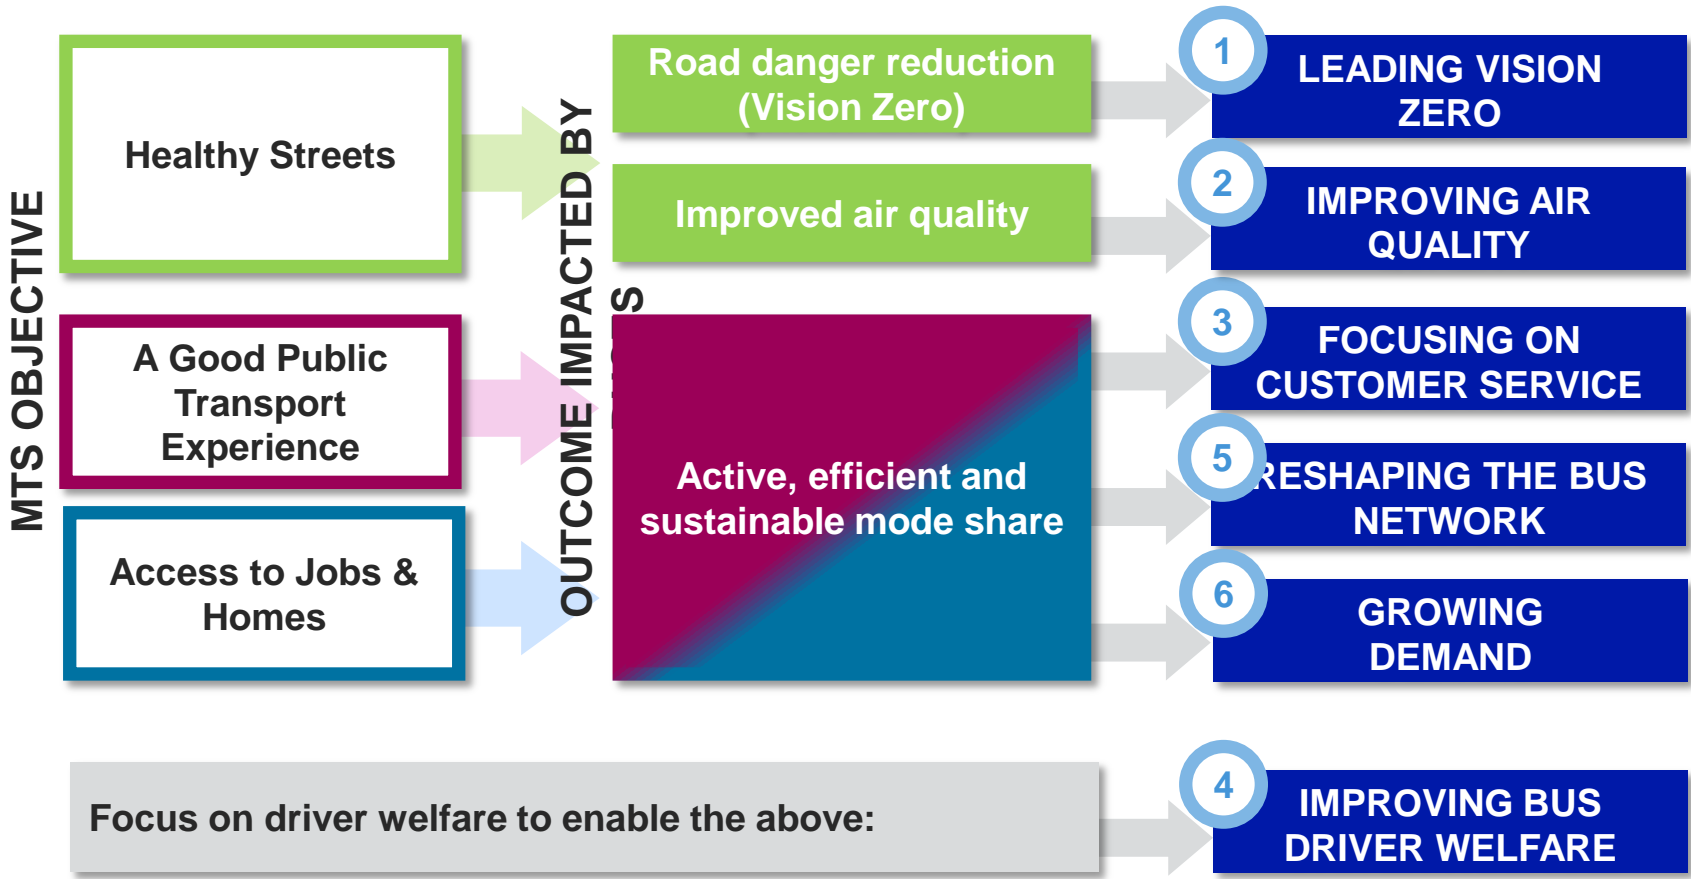 MTS OBJECTIVE
Healthy Streets
A Good Public
Transport
Experience
Access to Jobs &
Homes
OUTCOME IMPACTED BY
Road danger reduction
(Vision Zero)
Improved air quality
Active, efficient and
sustainable mode share
1
LEADING VISION
ZERO
2
IMPROVING AIR
QUALITY
3
FOCUSING ON
CUSTOMER SERVICE
5
RESHAPING THE BUS
NETWORK
6
GROWING
DEMAND
Focus on driver welfare to enable the above:
4
IMPROVING BUS
DRIVER WELFARE